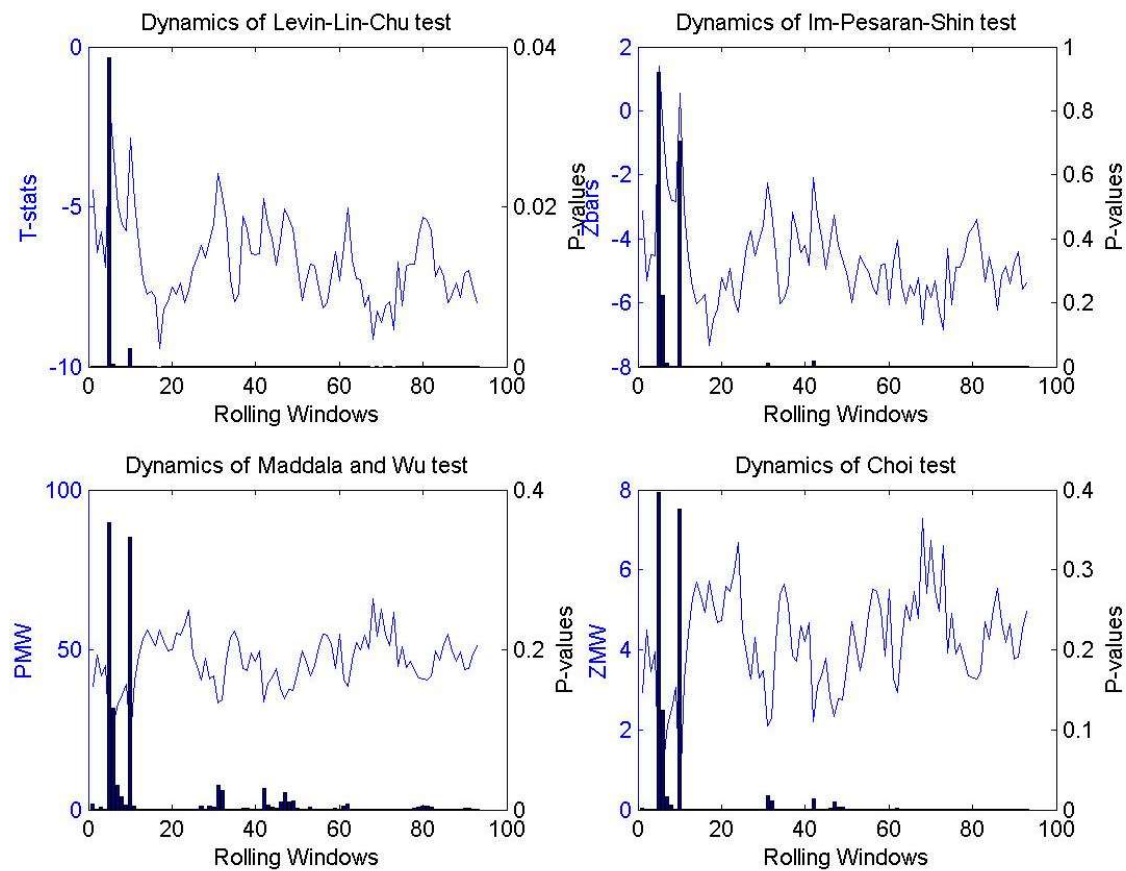 Dynamics of Levin-Lin-Chu test
0
-5
-10
T-stats
0.04
0.02
0
P-values
0 20 40 60 80 100
Rolling Windows
Dynamics of Im-Pesaran-Shin test
2
0
-2
-4
-6
-8
Zbars
1
0.8
0.6
0.4
0.2
0
P-values
0 20 40 60 80 100
Rolling Windows
Dynamics of Maddala and Wu test
100
50
0
PMW
0.4
0.2
0
P-values
0 20 40 60 80 100
Rolling Windows
Dynamics of Choi test
8
6
4
2
0
ZMW
0.4
0.3
0.2
0.1
0
P-values
0 20 40 60 80 100
Rolling Windows